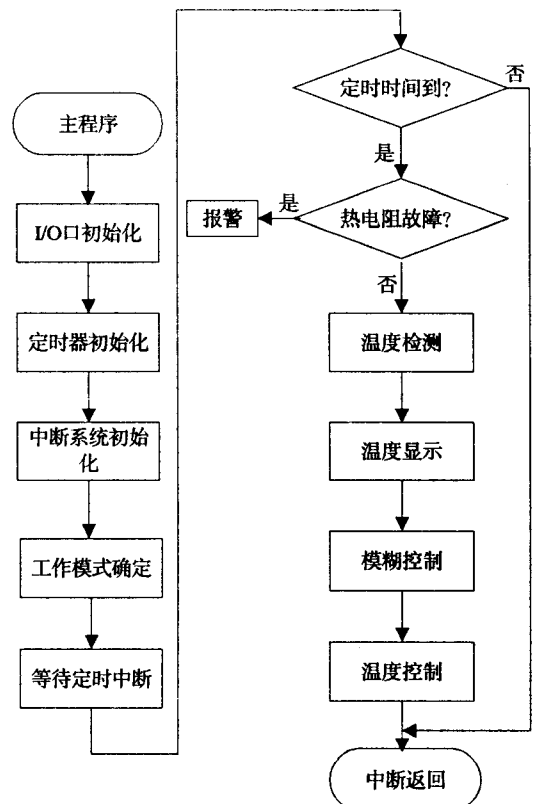 主程序
I/O口初始化
定时器初始化
中断系统初始
化
工作模式确定
等待定时中断
定时时间到?
否
是
热电阻故障?
是
报警
否
温度检测
温度显示
模糊控制
温度控制
中断返回